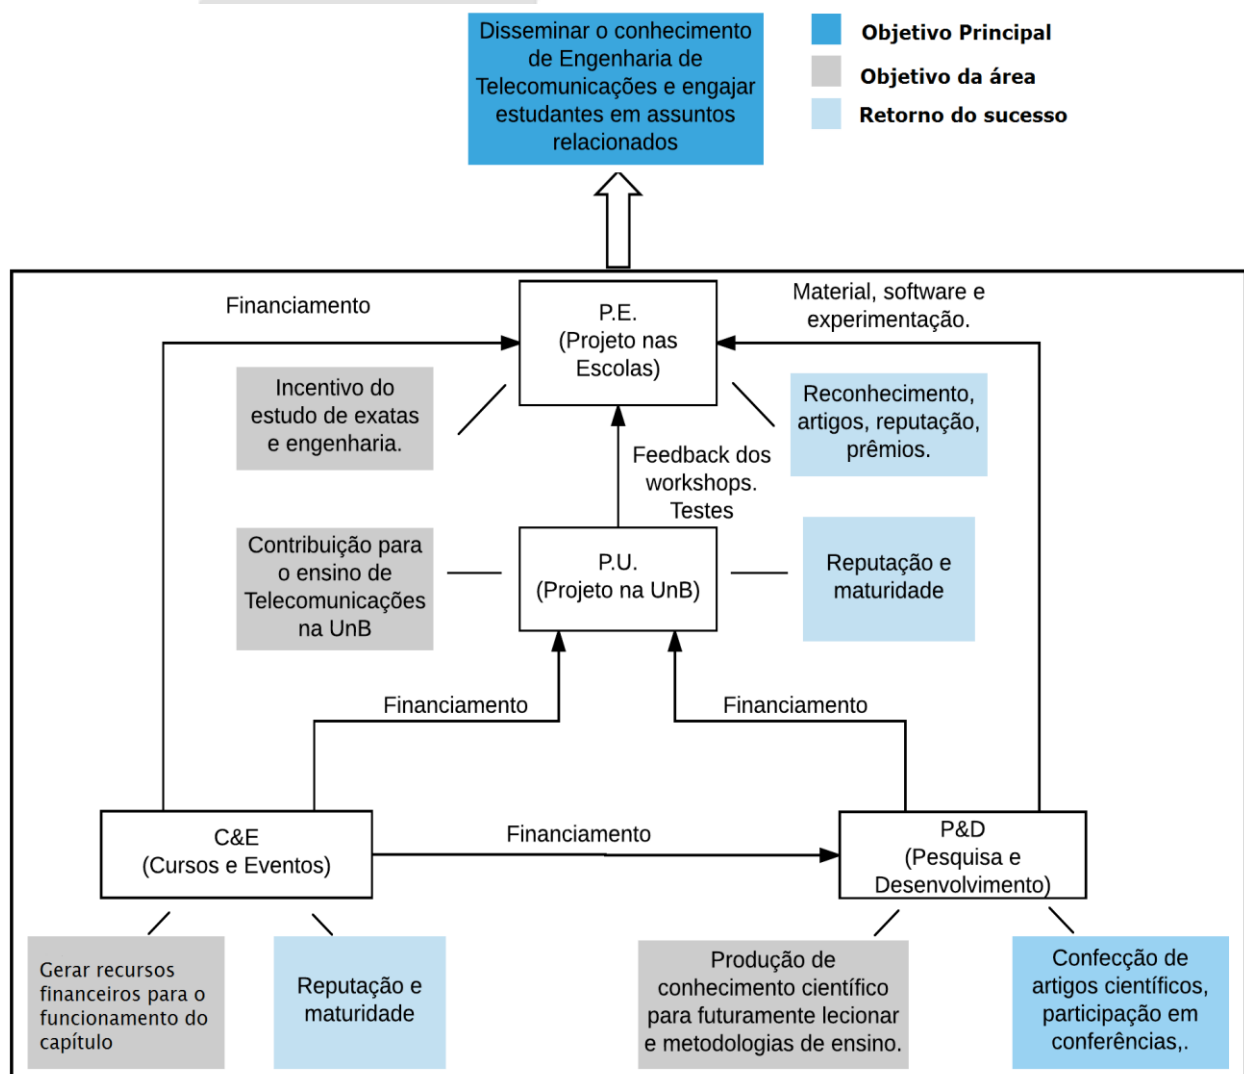 Disseminar o conhecimento
de Engenharia de
Telecomunicações e engajar
estudantes em assuntos
relacionados
Objetivo Principal
Objetivo da área
Retorno do sucesso
Financiamento
P.E.
(Projeto nas
Escolas)
Material, software e
experimentação.
Incentivo do
estudo de exatas
e engenharia.
Reconhecimento,
artigos, reputação,
prêmios.
Feedback dos
workshops.
Testes
Contribuição para
o ensino de
Telecomunicações
na UnB
P.U.
(Projeto na UnB)
Reputação e
maturidade
Financiamento
Financiamento
C&E
(Cursos e Eventos)
Financiamento
P&D
(Pesquisa e
Desenvolvimento)
Gerar recursos
financeiros para o
funcionamento do
capítulo
Reputação e
maturidade
Produção de
conhecimento científico
para futuramente lecionar
e metodologias de ensino.
Confecção de
artigos científicos,
participação em
conferências,.